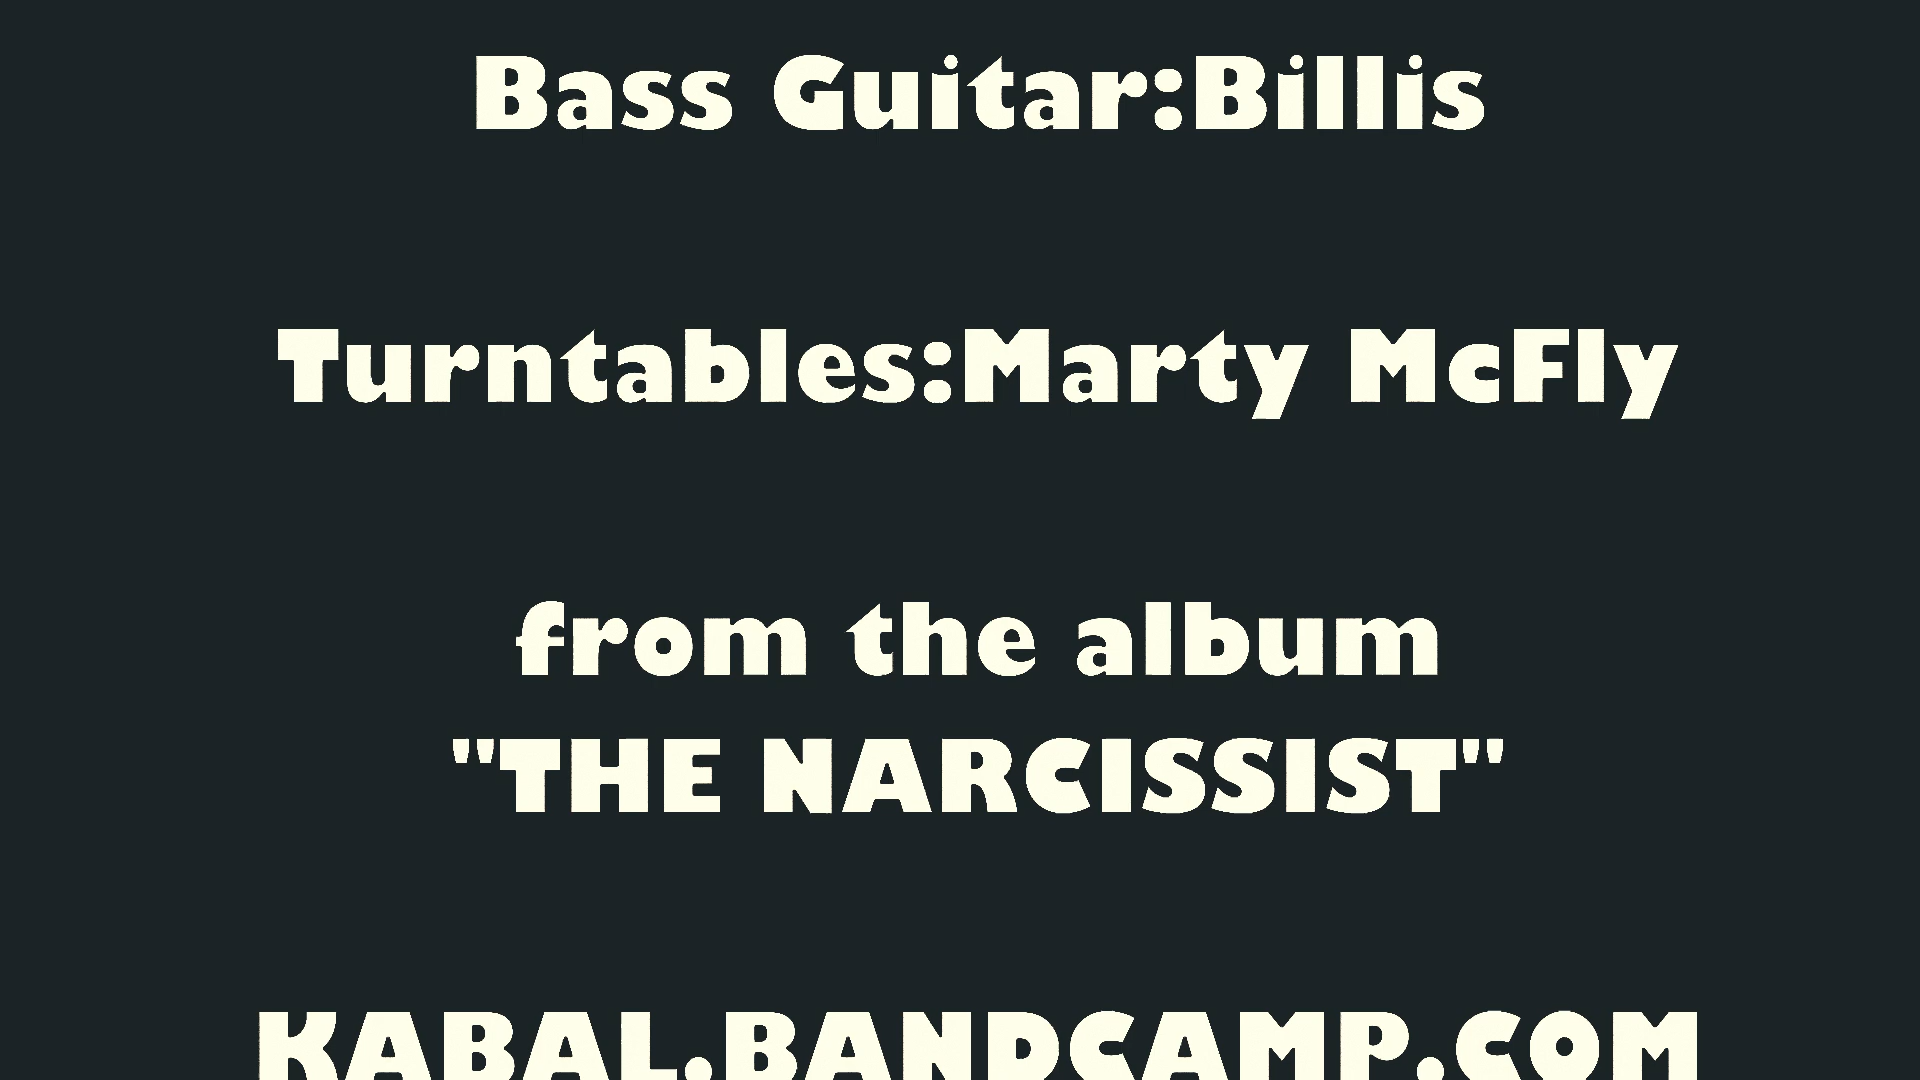 Bass Guitar:Billis
Turntables:Marty McFly
from the album
"THE NARCISSIST"
KABAL.BANDCAMP.COM